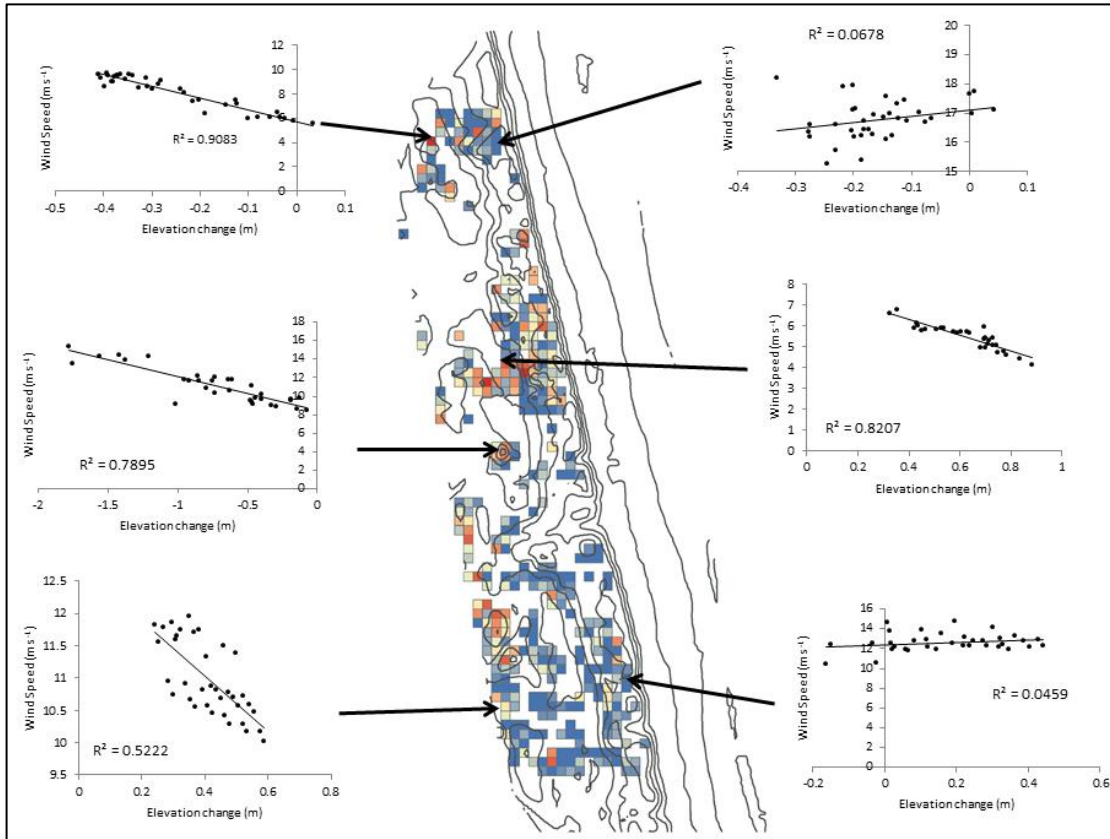 Wind Speed (m s⁻¹)
12
10
8
6
4
2
0
R² = 0.9083
-0.5 -0.4 -0.3 -0.2 -0.1 0 0.1
Elevation change (m)
R² = 0.0678
Wind Speed (m s⁻¹)
20
19
18
17
16
15
-0.4 -0.3 -0.2 -0.1 0 0.1
Elevation change (m)
Wind Speed (m s⁻¹)
18
16
14
12
10
8
6
4
2
0
R² = 0.7895
-2 -1.5 -1 -0.5 0
Elevation change (m)
Wind Speed (m s⁻¹)
8
7
6
5
4
3
2
1
0
R² = 0.8207
0 0.2 0.4 0.6 0.8 1
Elevation change (m)
Wind Speed (m s⁻¹)
12.5
12
11.5
11
10.5
10
9.5
R² = 0.5222
0 0.2 0.4 0.6 0.8
Elevation change (m)
Wind Speed (m s⁻¹)
16
14
12
10
8
6
4
2
0
R² = 0.0459
-0.2 0 0.2 0.4 0.6
Elevation change (m)